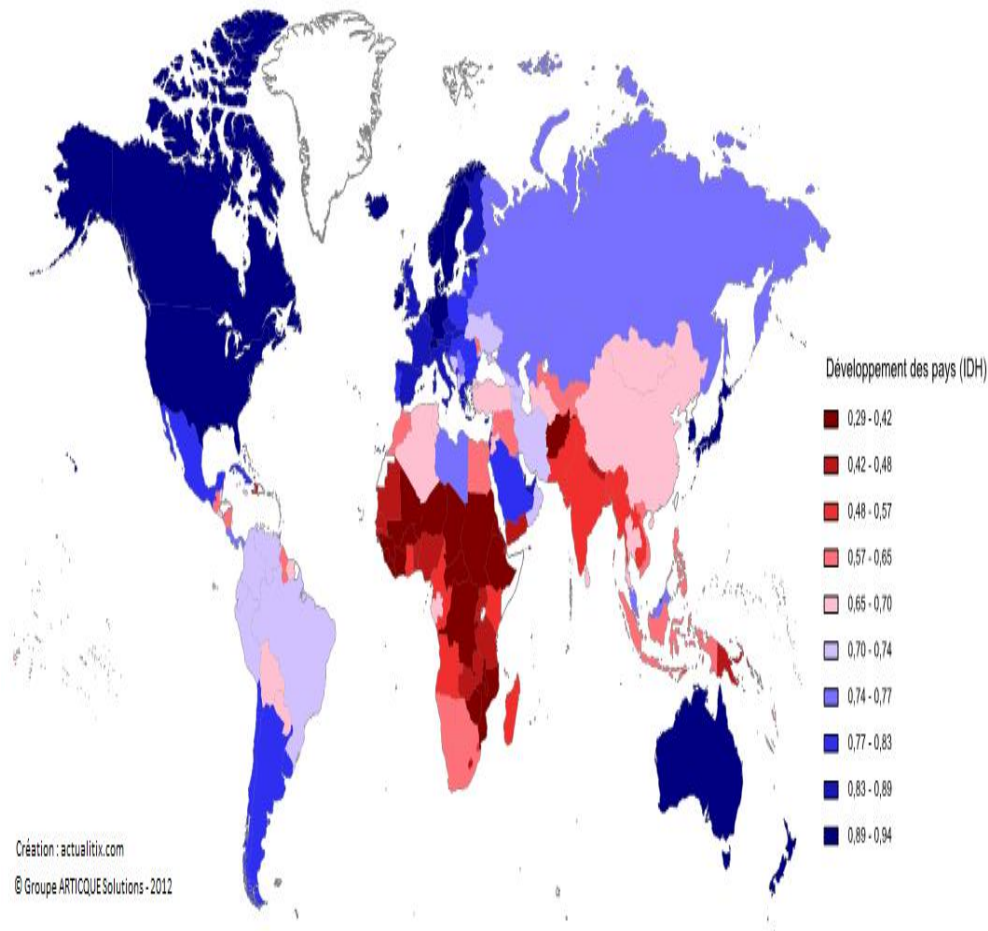 Développement des pays (IDH)
0,29 - 0,42
0,42 - 0,48
0,48 - 0,57
0,57 - 0,65
0,65 - 0,70
0,70 - 0,74
0,74 - 0,77
0,77 - 0,83
0,83 - 0,89
0,89 - 0,94
Création : actualitix.com
© Groupe ARTICQUE Solutions - 2012